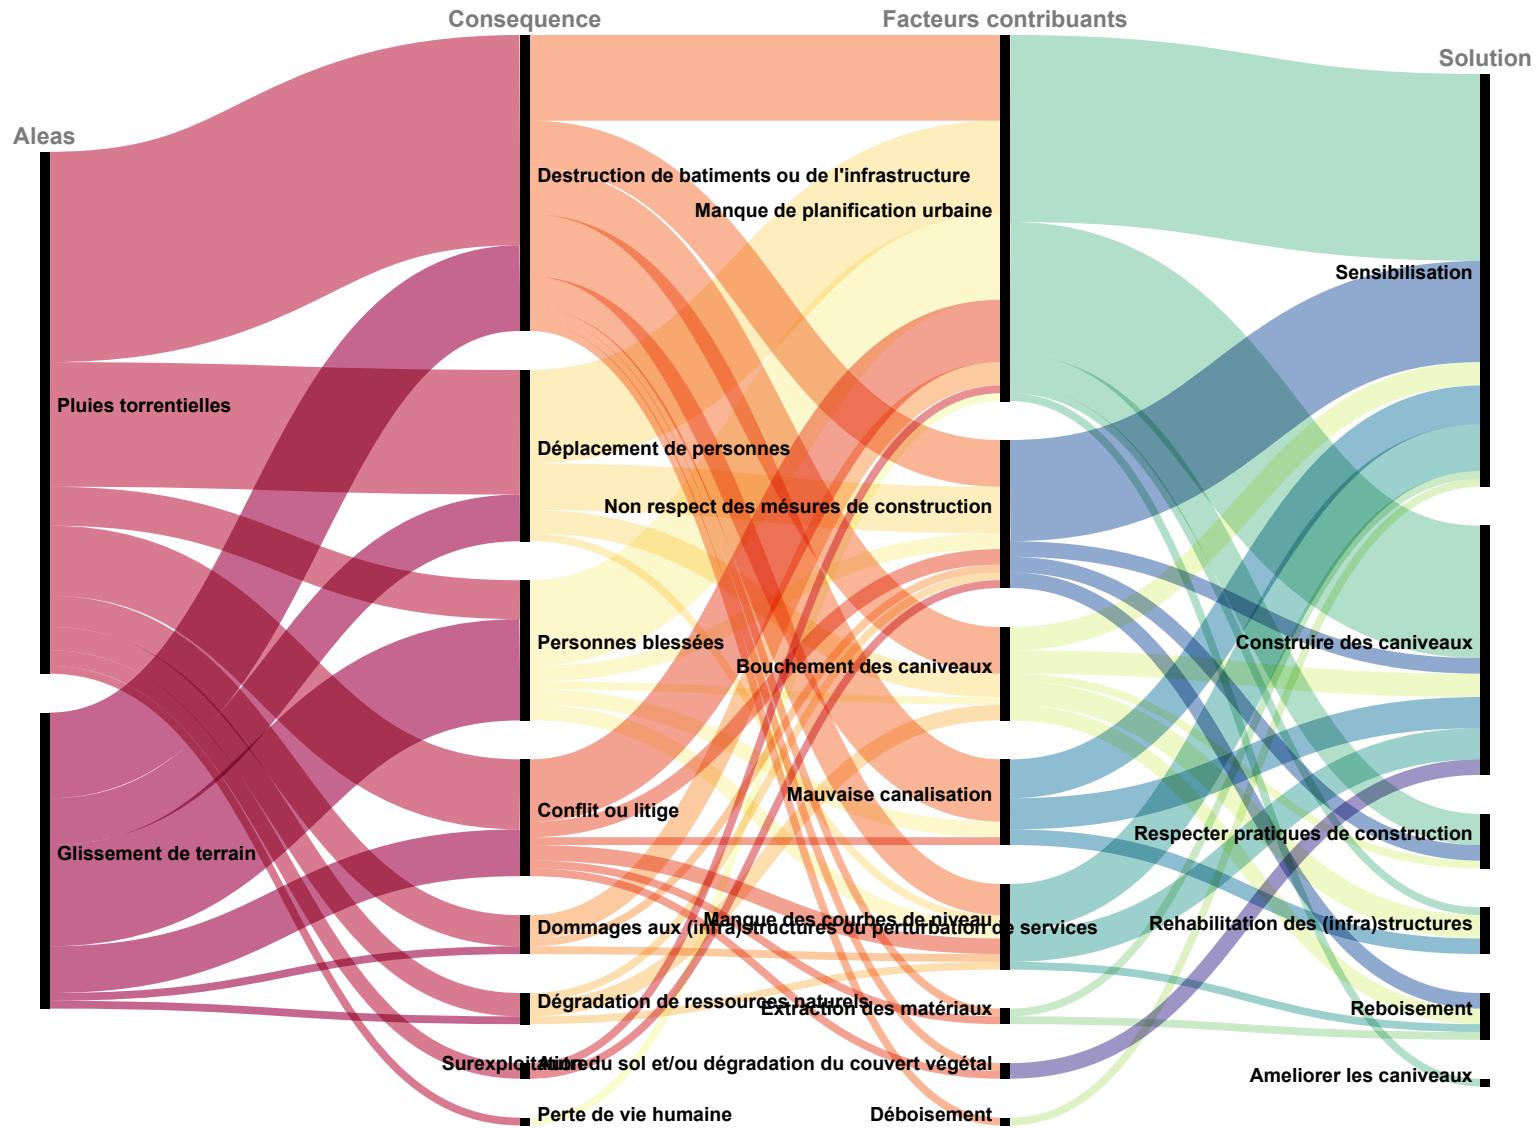 Aleas
Consequence
Facteurs contribuants
Solution
Pluies torrentielles
Glissement de terrain
Destruction de batiments ou de l'infrastructure
Déplacement de personnes
Personnes blessées
Conflit ou litige
Dommages aux (infra)structures ou perturbation de services
Dégradation de ressources naturels
Autre
Perte de vie humaine
Manque de planification urbaine
Non respect des mésures de construction
Bouchement des caniveaux
Mauvaise canalisation
Manque des courbes de niveau
Extraction des matériaux
Surexploitation du sol et/ou dégradation du couvert végétal
Déboisement
Sensibilisation
Construire des caniveaux
Respecter pratiques de construction
Rehabilitation des (infra)structures
Reboisement
Ameliorer les caniveaux